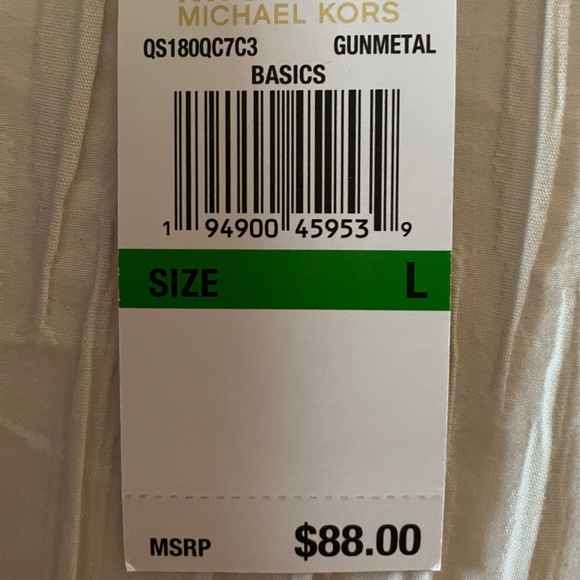 MICHAEL KORS
QS180QC7C3 GUNMETAL
BASICS
1 94900 45953 9
SIZE L
MSRP $88.00